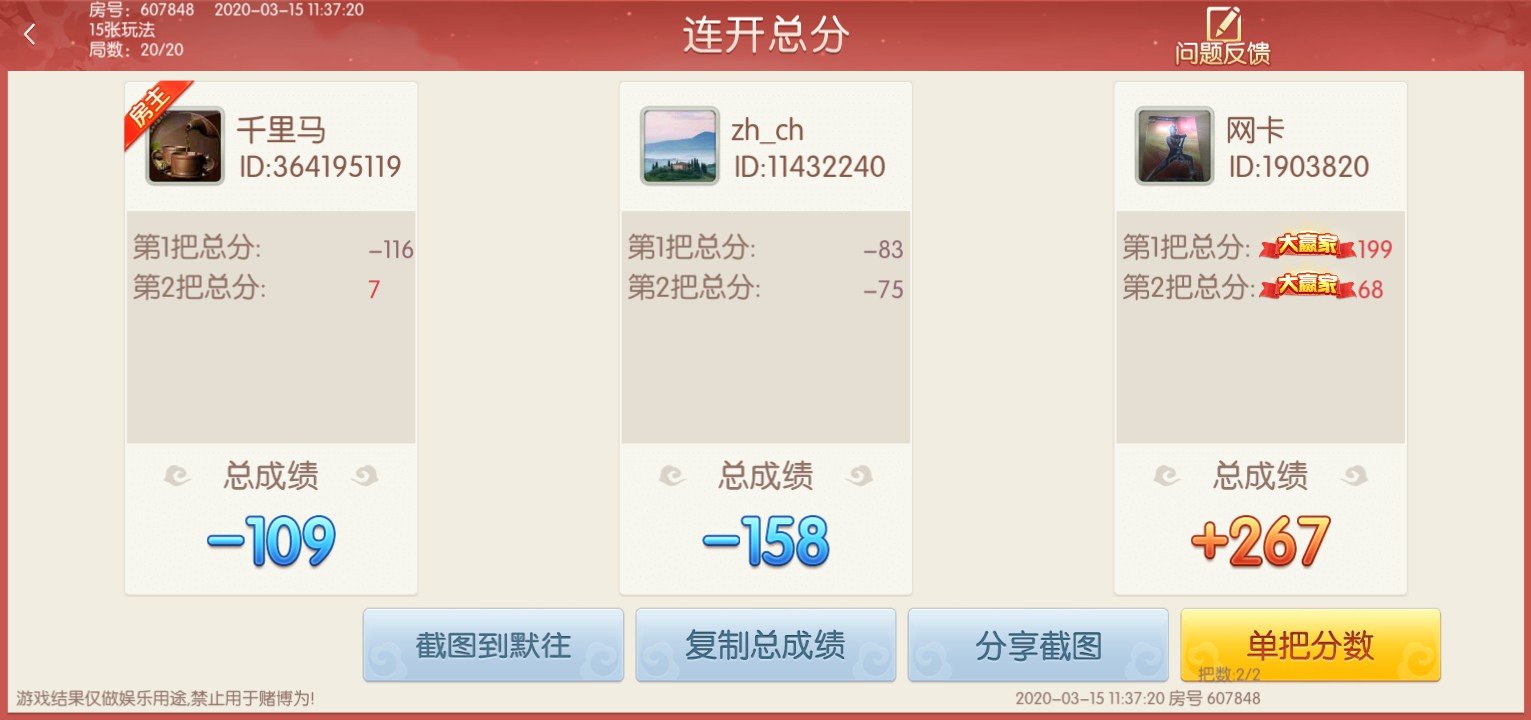 房号：607848 2020-03-15 11:37:20
15张玩法
局数：20/20
连开总分
问题反馈
房主
千里马
ID:364195119
第1把总分: -116
第2把总分: 7
总成绩
-109
zh_ch
ID:11432240
第1把总分: -83
第2把总分: -75
总成绩
-158
网卡
ID:1903820
第1把总分: 大赢家 199
第2把总分: 大赢家 68
总成绩
+267
截图到默往
复制总成绩
分享截图
单把分数
把数:2/2
游戏结果仅做娱乐用途,禁止用于赌博为!
2020-03-15 11:37:20 房号 607848